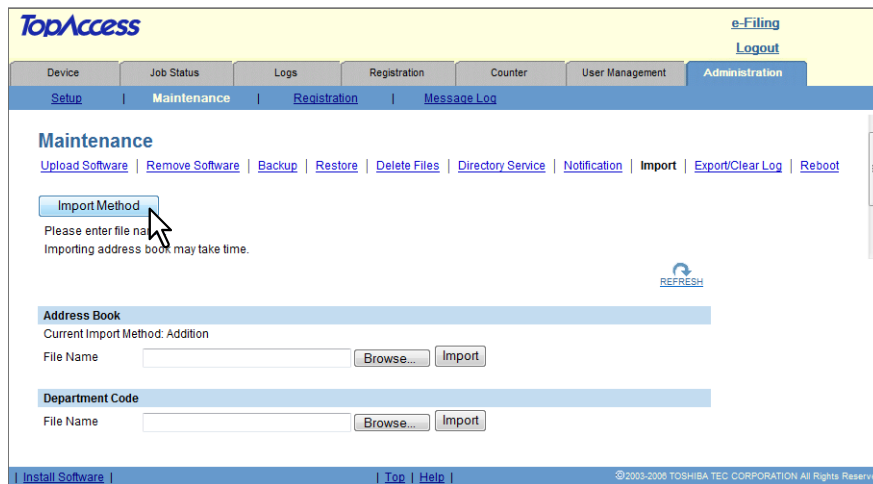 TopAccess
e-Filing
Logout
Device Job Status Logs Registration Counter User Management Administration
Setup | Maintenance | Registration | Message Log
Maintenance
Upload Software | Remove Software | Backup | Restore | Delete Files | Directory Service | Notification | Import | Export/Clear Log | Reboot
Import Method
Please enter file
Importing address book may take time.
REFRESH
Address Book
Current Import Method: Addition
File Name Browse... Import
Department Code
File Name Browse... Import
| Install Software | | Top | Help | ©2003-2006 TOSHIBA TEC CORPORATION All Rights